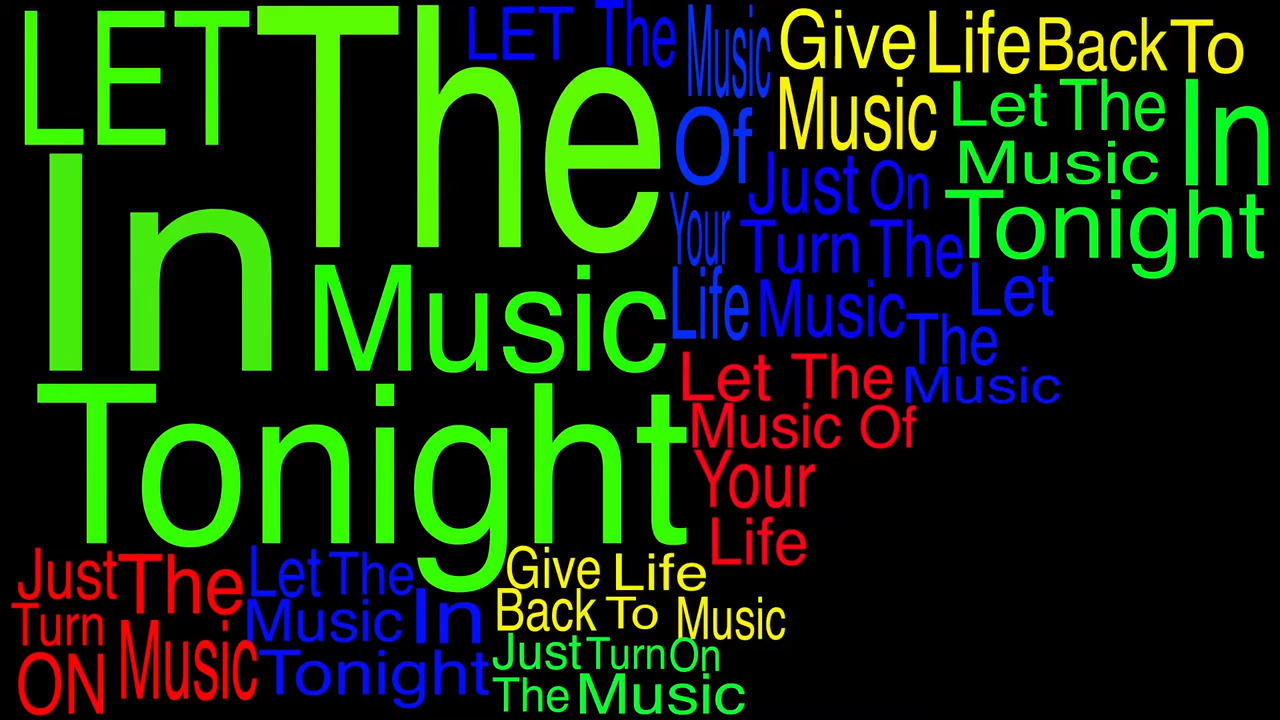 LET The
In Music
Tonight
LET The Music
Of
Your
Life
Give Life Back To
Music
Let The
Music In
Tonight
Just On
Turn The
Music
Let
The
Music
Let The
Music Of
Your
Life
Just The
Turn Music
ON
Let The
Music In
Tonight
Give Life
Back To Music
Just Turn On
The Music